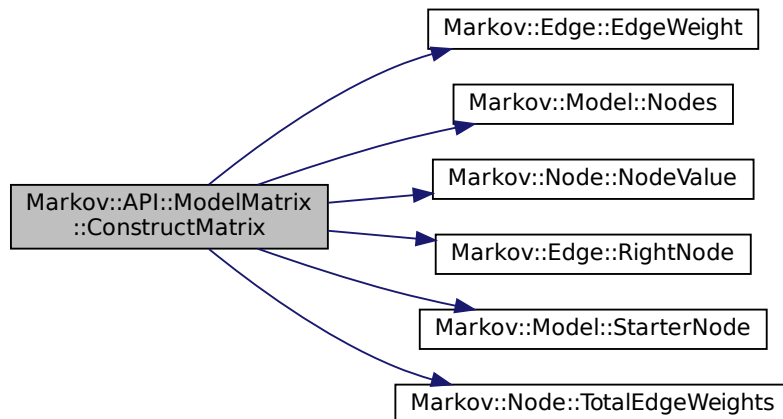 Markov::Edge::EdgeWeight
Markov::Model::Nodes
Markov::Node::NodeValue
Markov::API::ModelMatrix
::ConstructMatrix
Markov::Edge::RightNode
Markov::Model::StarterNode
Markov::Node::TotalEdgeWeights